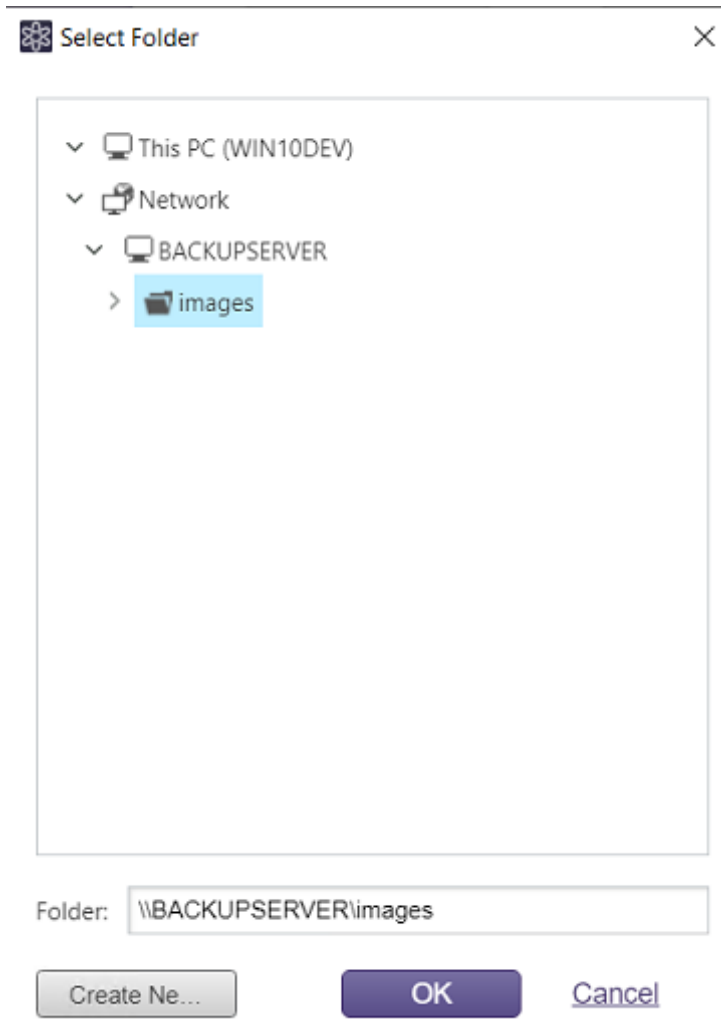 Select Folder
This PC (WIN10DEV)
Network
BACKUPSERVER
images
Folder: \\BACKUPSERVER\images
Create Ne... OK Cancel